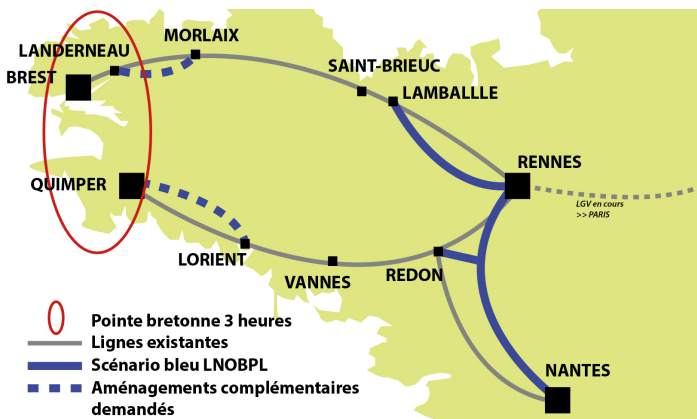 MORLAIX
LANDERNEAU
BREST
SAINT-BRIEUC
LAMBALLLE
RENNES
QUIMPER
LGV en cours
>> PARIS
LORIENT
VANNES
REDON
NANTES
Pointe bretonne 3 heures
Lignes existantes
Scénario bleu LNOBPL
Aménagements complémentaires
demandés